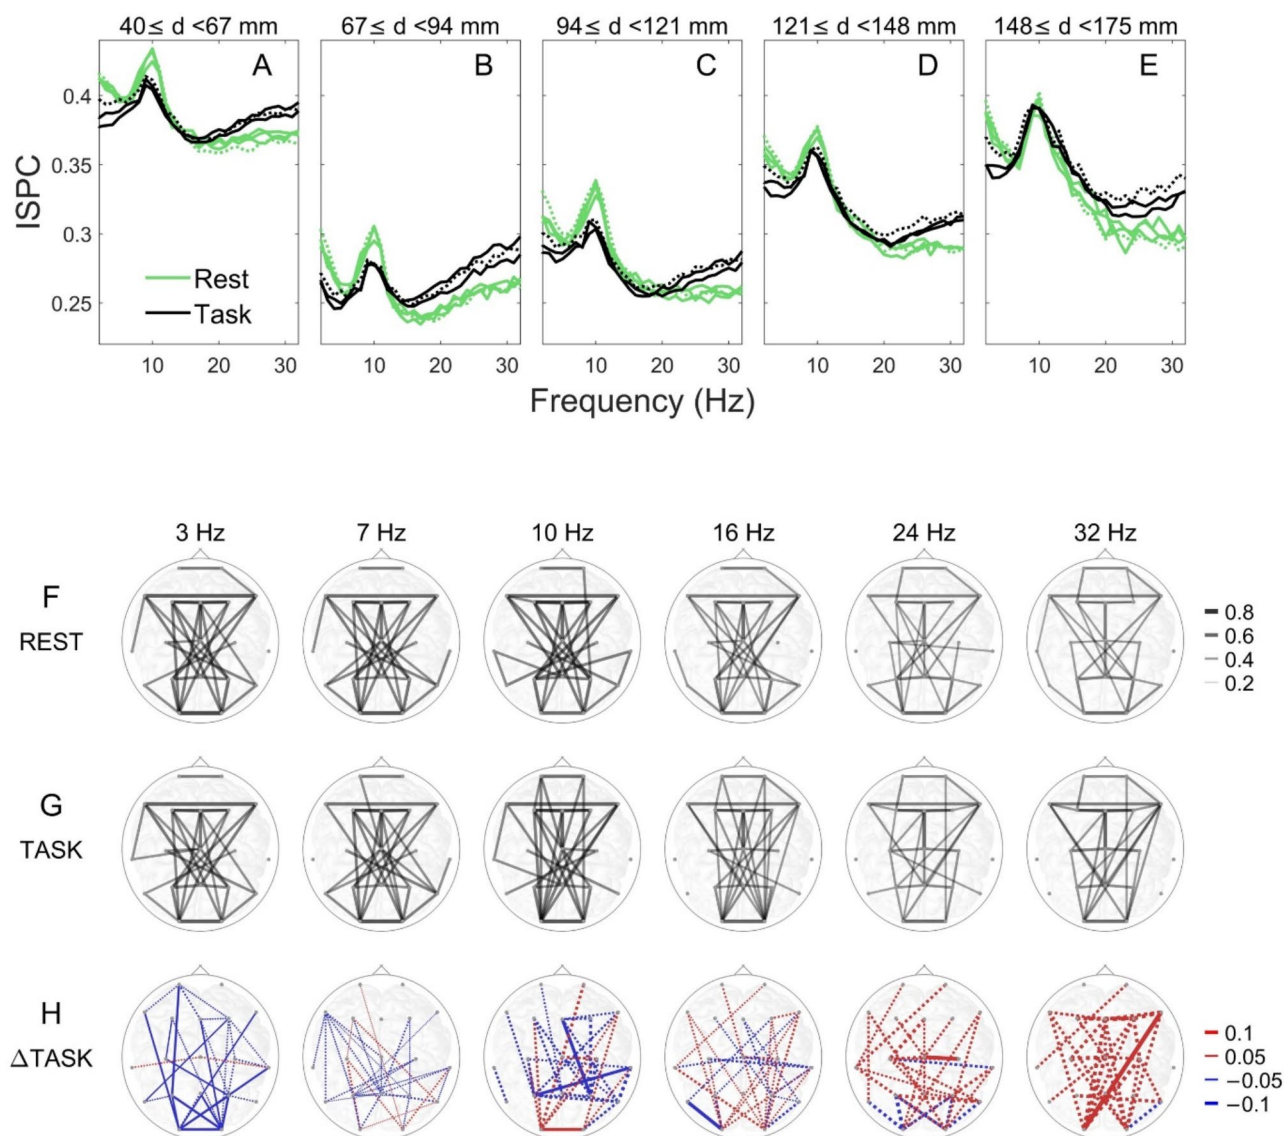 40≤ d <67 mm 67≤ d <94 mm 94≤ d <121 mm 121≤ d <148 mm 148≤ d <175 mm
A B C D E
0.4
0.35
0.3
0.25
ISPC
Rest
Task
10 20 30 10 20 30 10 20 30 10 20 30 10 20 30
Frequency (Hz)
3 Hz 7 Hz 10 Hz 16 Hz 24 Hz 32 Hz
F
REST
0.8
0.6
0.4
0.2
G
TASK
H
ΔTASK
0.1
0.05
−0.05
−0.1